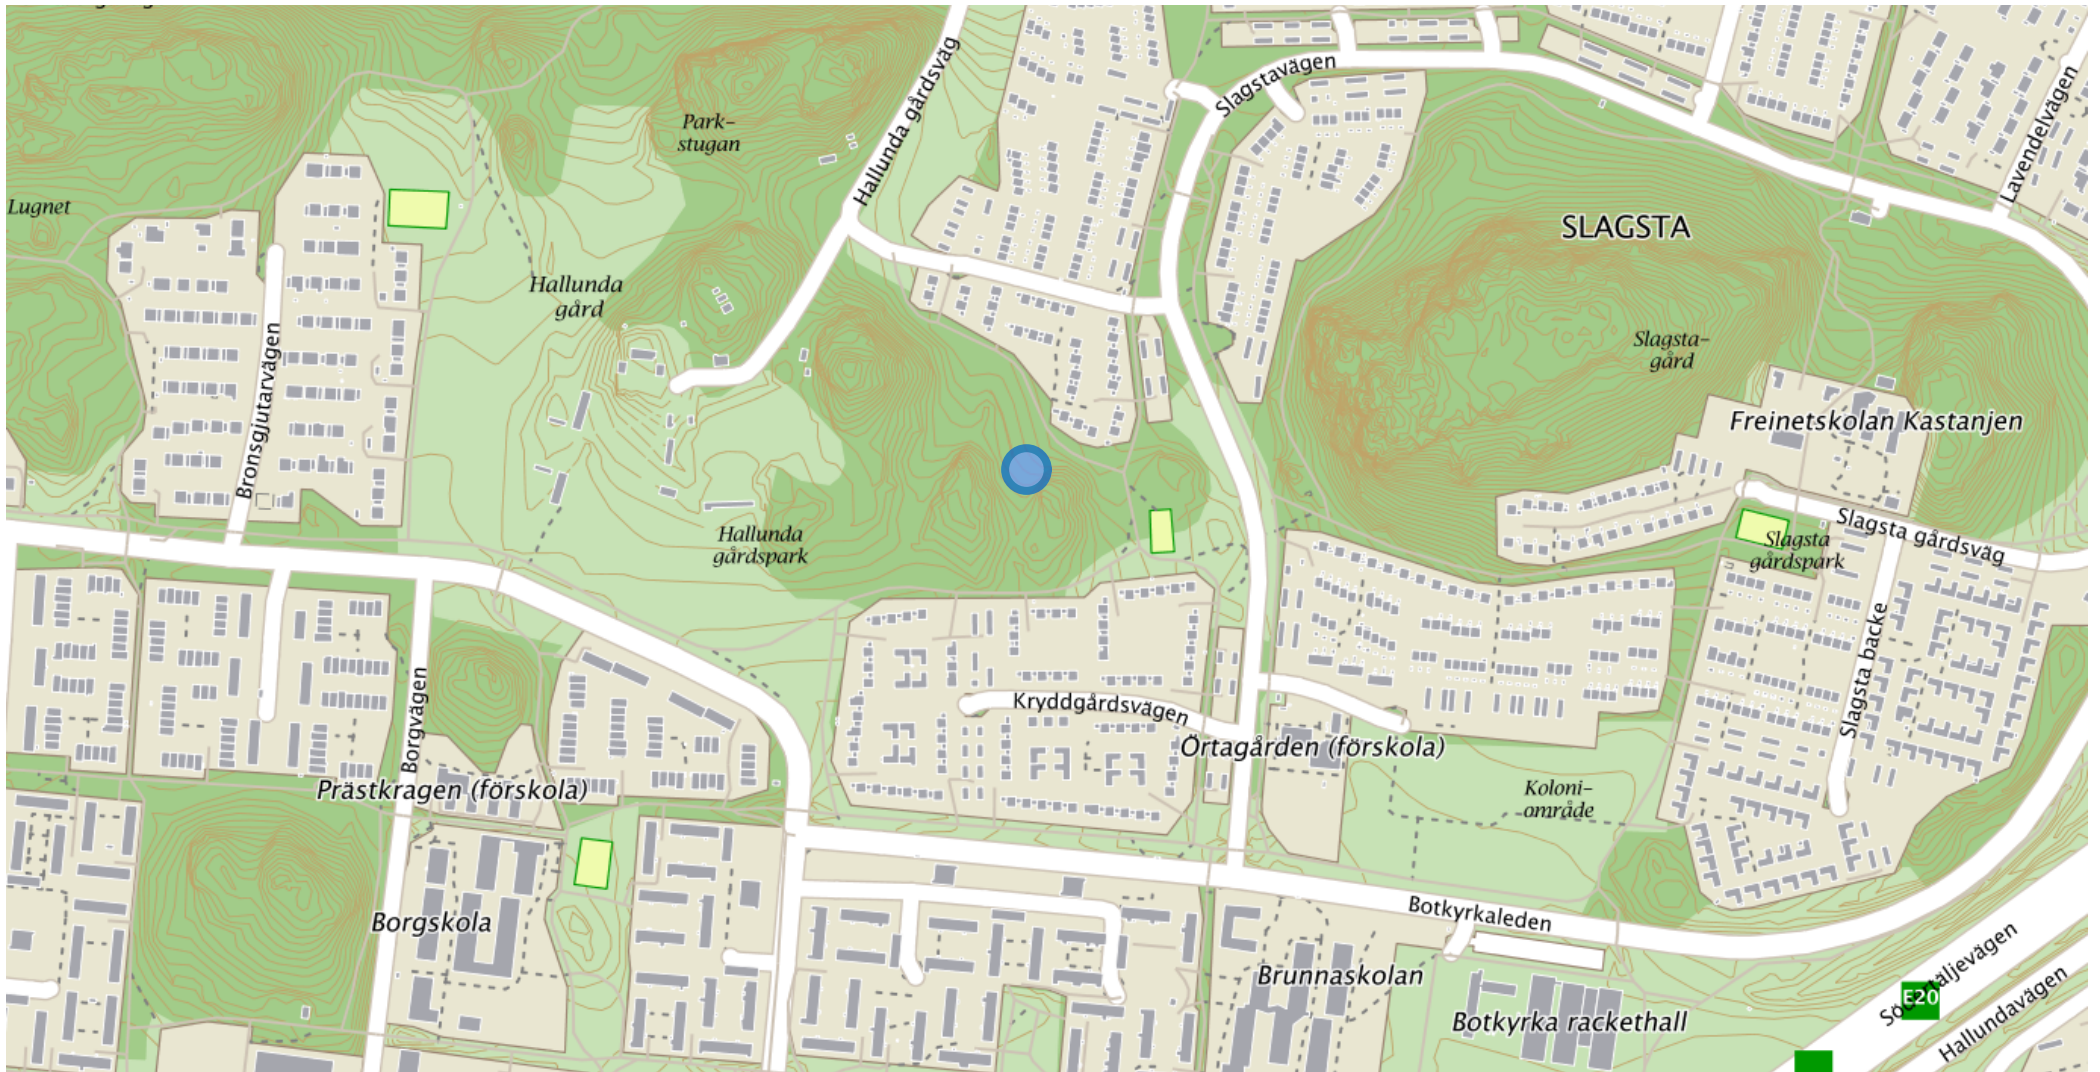 Park-
stugan
Hallunda gårdsväg
Slagstavägen
Lavendelvägen
Lugnet
SLAGSTA
Hallunda
gård
Slagsta-
gård
Bronsgjutarvägen
Freinetskolan Kastanjen
Hallunda
gårdspark
Slagsta gårdsväg
Slagsta
gårdspark
Slagsta backe
Borgvägen
Kryddgårdsvägen
Örtagården (förskola)
Prästkragen (förskola)
Koloni-
område
Borgskola
Botkyrkaleden
Brunnaskolan
Botkyrka rackethall
Södertäljevägen
E20
Hallundavägen